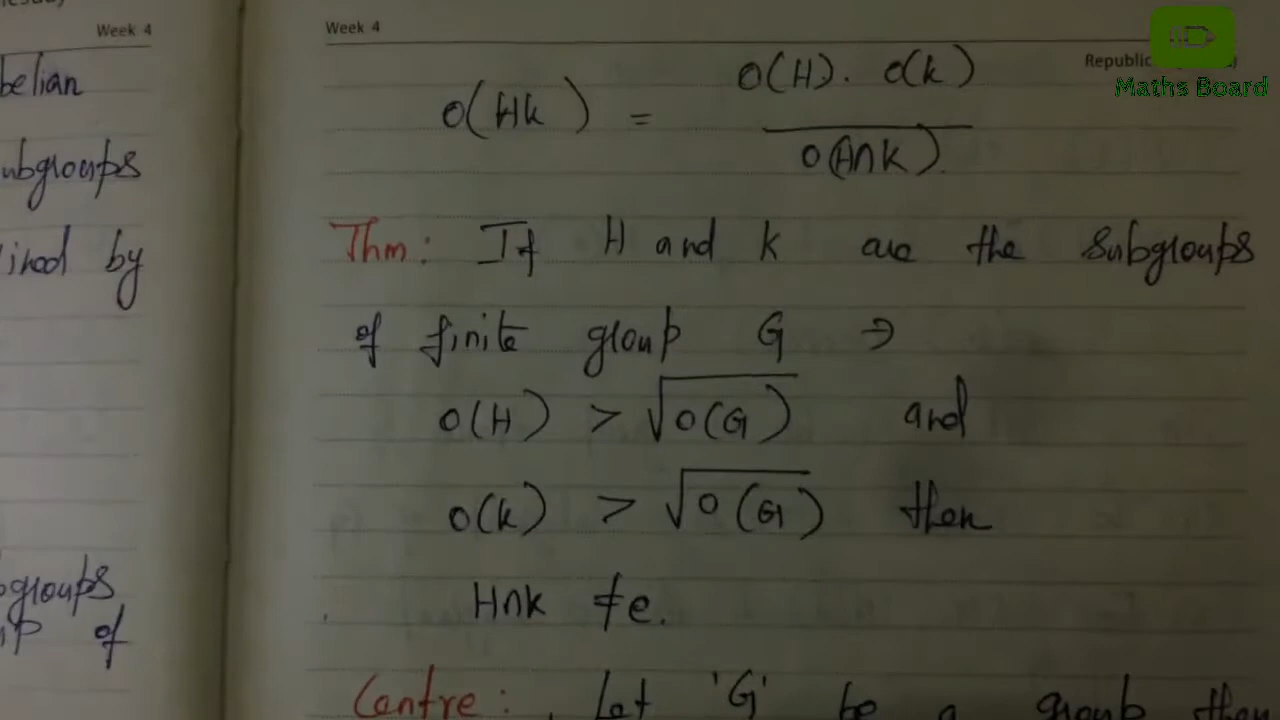 Week 4
belian
ubgroups
ined by
groups
of
Week 4
Republic
Maths Board
O(HK) = O(H). O(K)
O(H∩K).
Thm: If H and K are the subgroups
of finite group G ∋
O(H) > √O(G) and
O(K) > √O(G) then
H∩K ≠ e.
Centre: Let 'G' be a group then